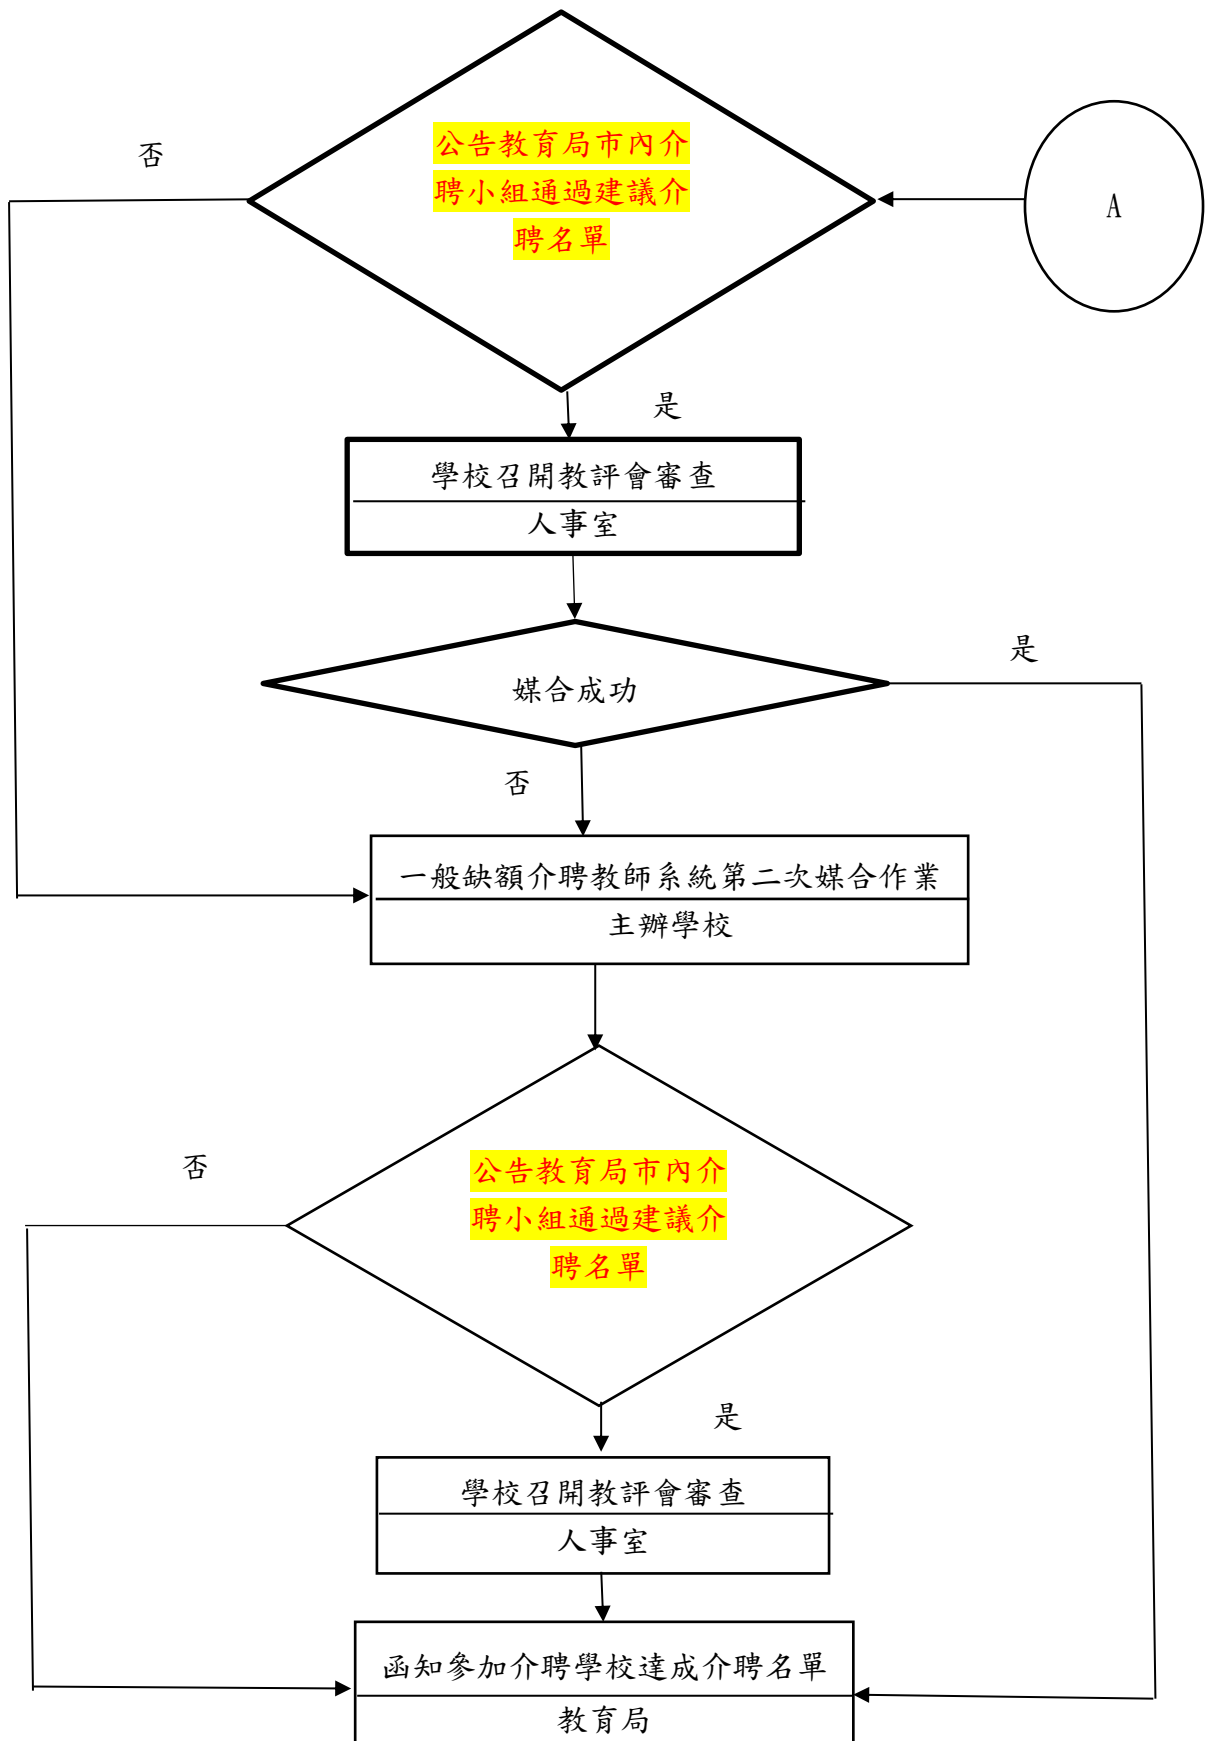 否
公告教育局市內介
聘小組通過建議介
聘名單
A
是
學校召開教評會審查
人事室
是
媒合成功
否
一般缺額介聘教師系統第二次媒合作業
主辦學校
否
公告教育局市內介
聘小組通過建議介
聘名單
是
學校召開教評會審查
人事室
函知參加介聘學校達成介聘名單
教育局